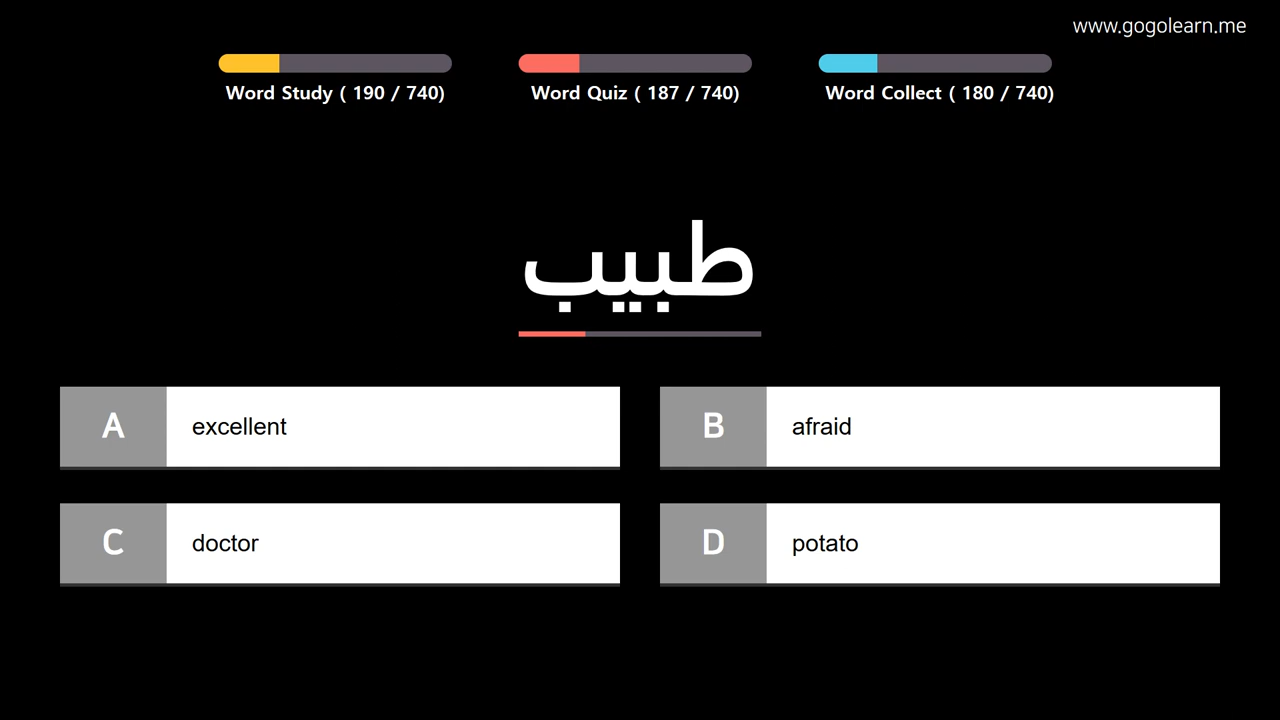 www.gogolearn.me
Word Study ( 190 / 740)
Word Quiz ( 187 / 740)
Word Collect ( 180 / 740)
طبيب
A excellent
B afraid
C doctor
D potato